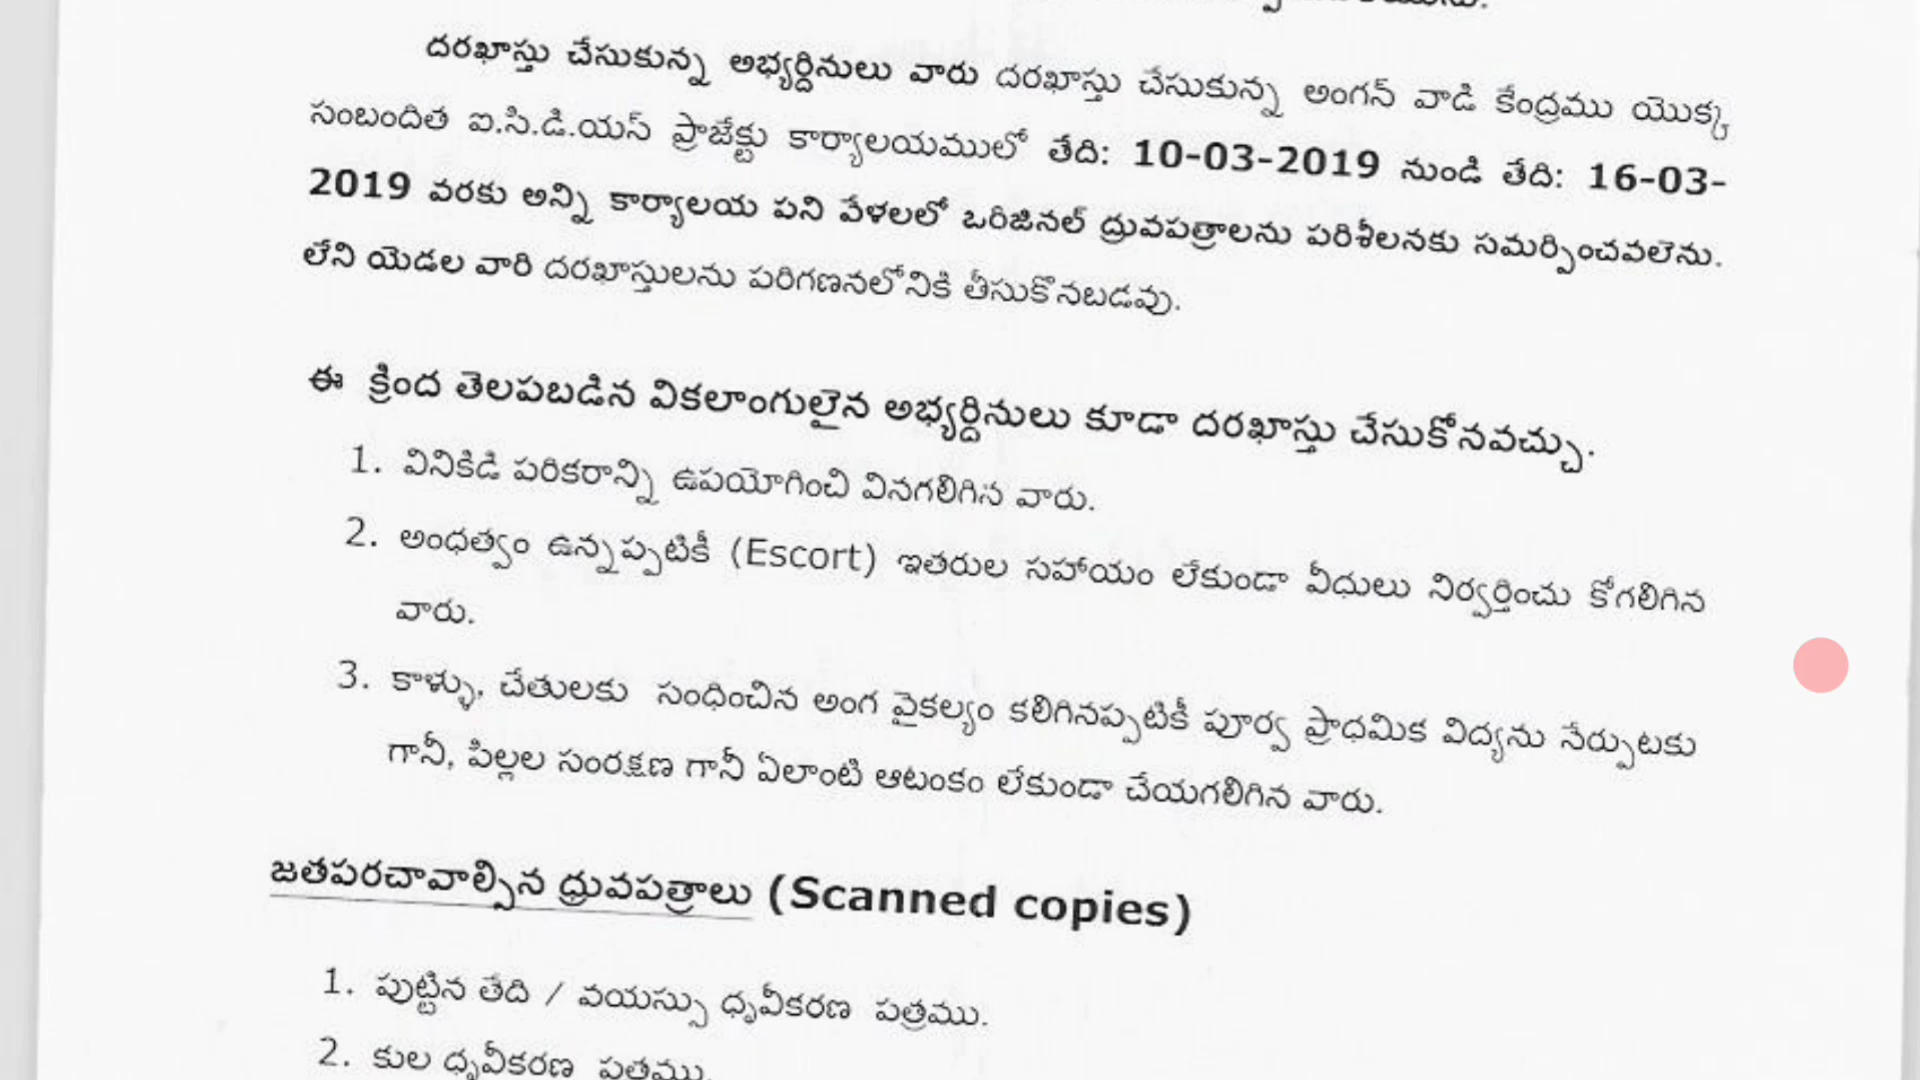 దరఖాస్తు చేసుకున్న అభ్యర్ధినులు వారు దరఖాస్తు చేసుకున్న అంగన్ వాడి కేంద్రము యొక్క
సంబందిత ఐ.సి.డి.యస్ ప్రాజేక్టు కార్యాలయములో తేది: 10-03-2019 నుండి తేది: 16-03-
2019 వరకు అన్ని కార్యాలయ పని వేళలలో ఒరిజినల్ ద్రువపత్రాలను పరిశీలనకు సమర్పించవలెను.
లేని యెడల వారి దరఖాస్తులను పరిగణనలోనికి తీసుకొనబడవు.
ఈ క్రింద తెలపబడిన వికలాంగులైన అభ్యర్ధినులు కూడా దరఖాస్తు చేసుకోనవచ్చు.
1. వినికిడి పరికరాన్ని ఉపయోగించి వినగలిగిన వారు.
2. అంధత్వం ఉన్నప్పటికీ (Escort) ఇతరుల సహాయం లేకుండా వీధులు నిర్వర్తించు కోగలిగిన
వారు.
3. కాళ్ళు, చేతులకు సంధించిన అంగ వైకల్యం కలిగినప్పటికీ పూర్వ ప్రాధమిక విద్యను నేర్పుటకు
గానీ, పిల్లల సంరక్షణ గానీ ఏలాంటి ఆటంకం లేకుండా చేయగలిగిన వారు.
జతపరచావాల్సిన ధ్రువపత్రాలు (Scanned copies)
1. పుట్టిన తేది / వయస్సు ధృవీకరణ పత్రము.
2. కుల ధృవీకరణ పత్రము.